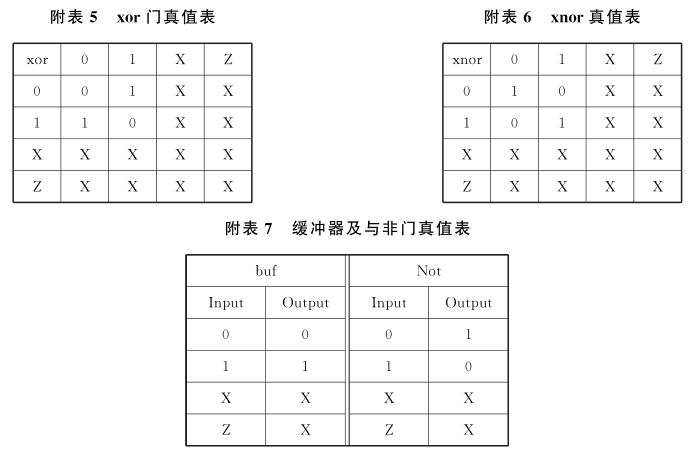 附表 5 xor 门真值表
xor 0 1 X Z
0 0 1 X X
1 1 0 X X
X X X X X
Z X X X X
附表 6 xnor 真值表
xnor 0 1 X Z
0 1 0 X X
1 0 1 X X
X X X X X
Z X X X X
附表 7 缓冲器及与非门真值表
buf Not
Input Output Input Output
0 0 0 1
1 1 1 0
X X X X
Z X Z X